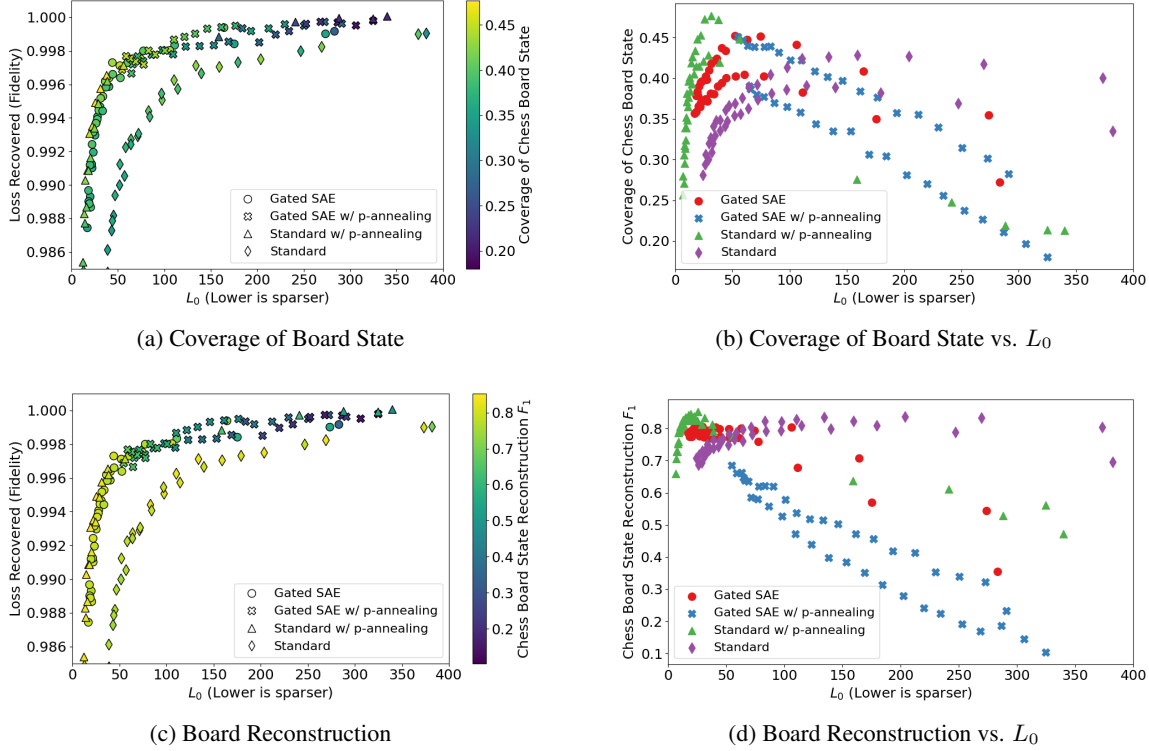 1.000
0.998
0.996
0.994
0.992
0.990
0.988
0.986
Loss Recovered (Fidelity)
0 50 100 150 200 250 300 350 400
L₀ (Lower is sparser)
Gated SAE
Gated SAE w/ p-annealing
Standard w/ p-annealing
Standard
0.45
0.40
0.35
0.30
0.25
0.20
Coverage of Chess Board State
(a) Coverage of Board State
0.45
0.40
0.35
0.30
0.25
0.20
Coverage of Chess Board State
0 50 100 150 200 250 300 350 400
L₀ (Lower is sparser)
Gated SAE
Gated SAE w/ p-annealing
Standard w/ p-annealing
Standard
(b) Coverage of Board State vs. L₀
1.000
0.998
0.996
0.994
0.992
0.990
0.988
0.986
Loss Recovered (Fidelity)
0 50 100 150 200 250 300 350 400
L₀ (Lower is sparser)
Gated SAE
Gated SAE w/ p-annealing
Standard w/ p-annealing
Standard
0.8
0.7
0.6
0.5
0.4
0.3
0.2
Chess Board State Reconstruction F₁
(c) Board Reconstruction
0.8
0.7
0.6
0.5
0.4
0.3
0.2
0.1
Chess Board State Reconstruction F₁
0 50 100 150 200 250 300 350 400
L₀ (Lower is sparser)
Gated SAE
Gated SAE w/ p-annealing
Standard w/ p-annealing
Standard
(d) Board Reconstruction vs. L₀